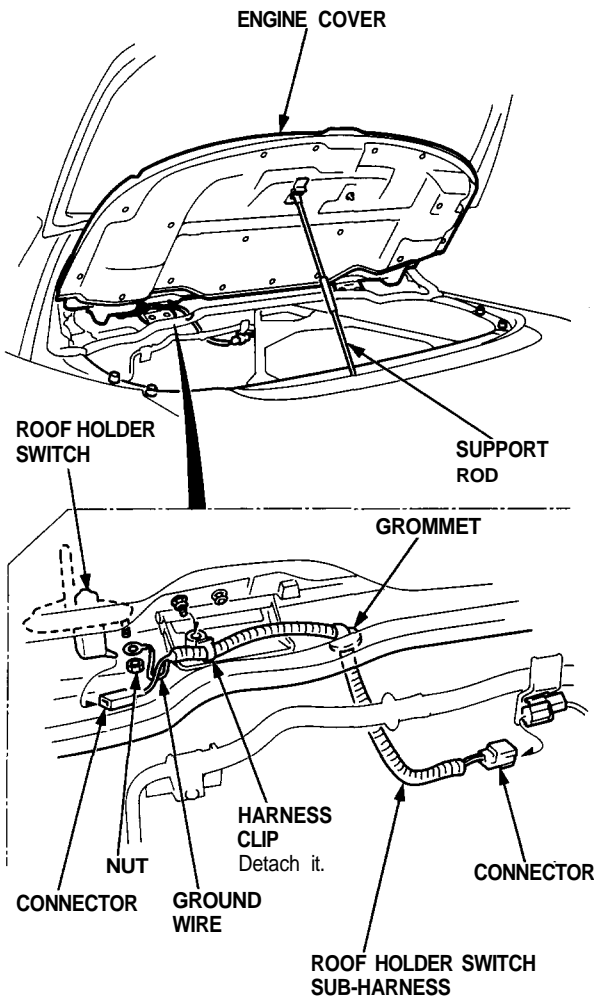 ENGINE COVER
ROOF HOLDER
SWITCH
SUPPORT
ROD
GROMMET
HARNESS
CLIP
Detach it.
NUT
CONNECTOR
CONNECTOR
GROUND
WIRE
ROOF HOLDER SWITCH
SUB-HARNESS